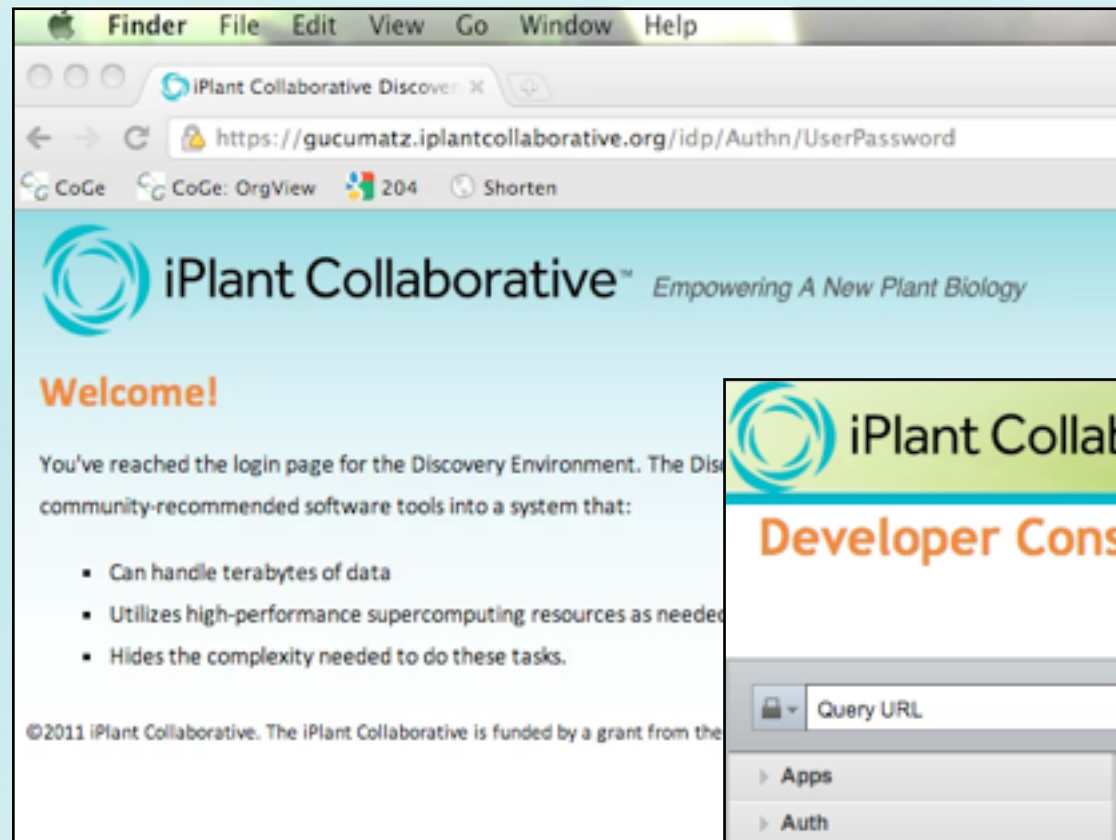 Finder File Edit View Go Window Help
iPlant Collaborative Discover
https://gucumatz.iplantcollaborative.org/idp/Authn/UserPassword
CoGe CoGe: OrgView 204 Shorten
iPlant Collaborative™ Empowering A New Plant Biology
Welcome!
You've reached the login page for the Discovery Environment. The Dis
community-recommended software tools into a system that:
▪ Can handle terabytes of data
▪ Utilizes high-performance supercomputing resources as needed
▪ Hides the complexity needed to do these tasks.
©2011 iPlant Collaborative. The iPlant Collaborative is funded by a grant from the
iPlant Collab
Developer Cons
Query URL
Apps
Auth